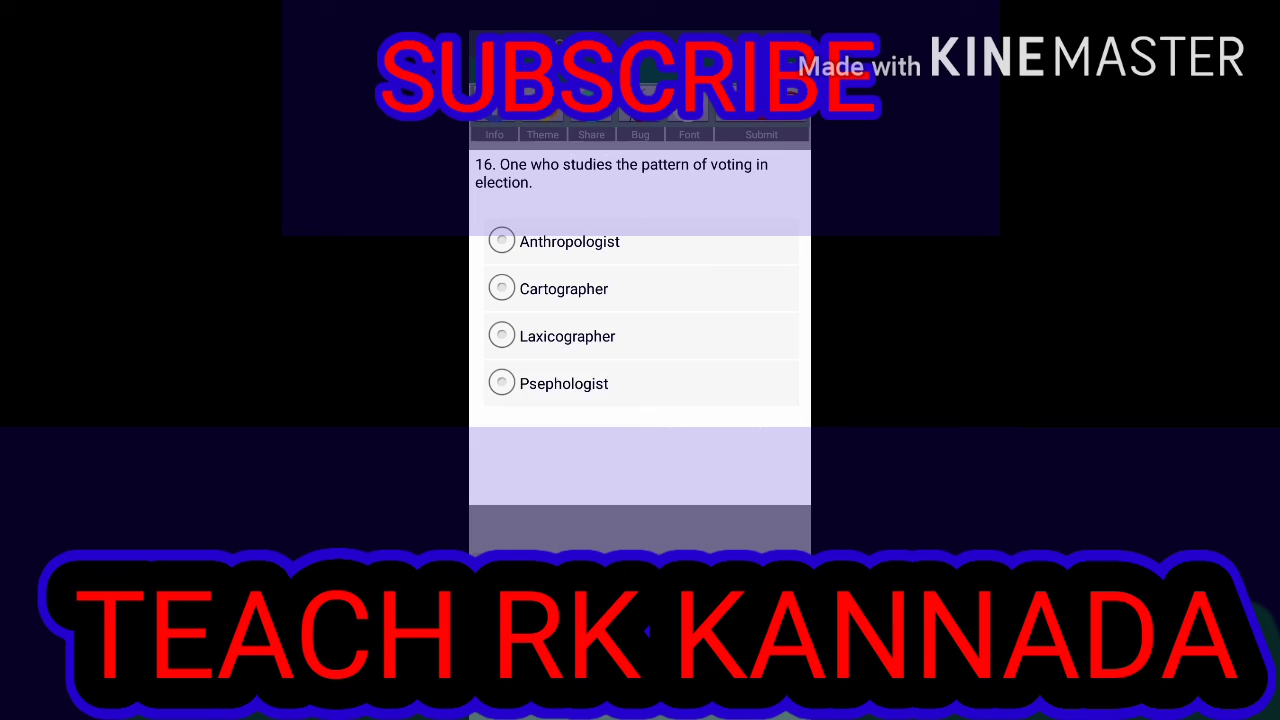 SUBSCRIBE
Made with KINEMASTER
Info Theme Share Bug Font Submit
16. One who studies the pattern of voting in
election.
Anthropologist
Cartographer
Laxicographer
Psephologist
TEACH RK KANNADA